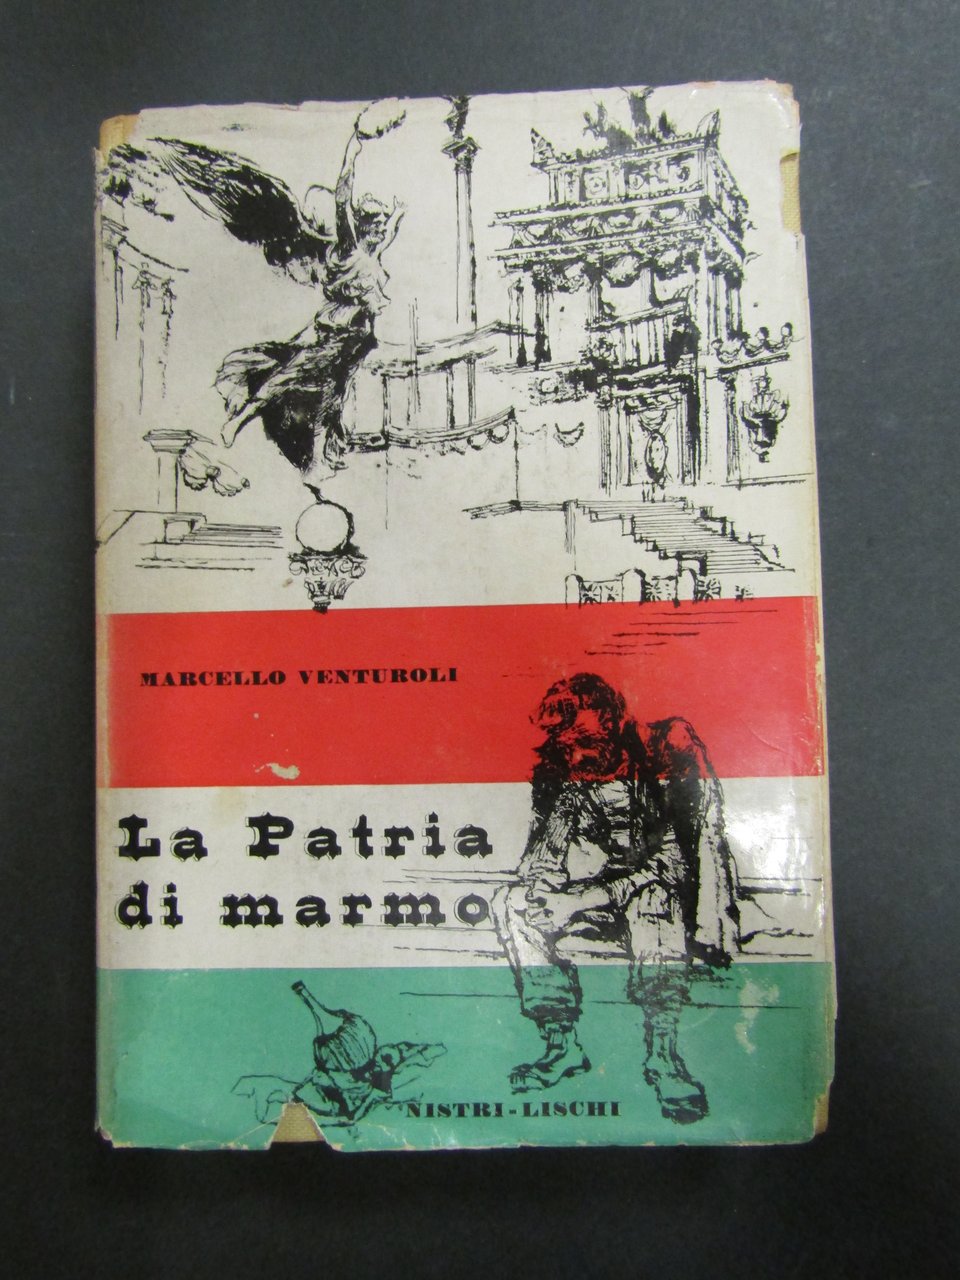 MARCELLO VENTUROLI
La Patria
di marmo
NISTRI-LISCHI